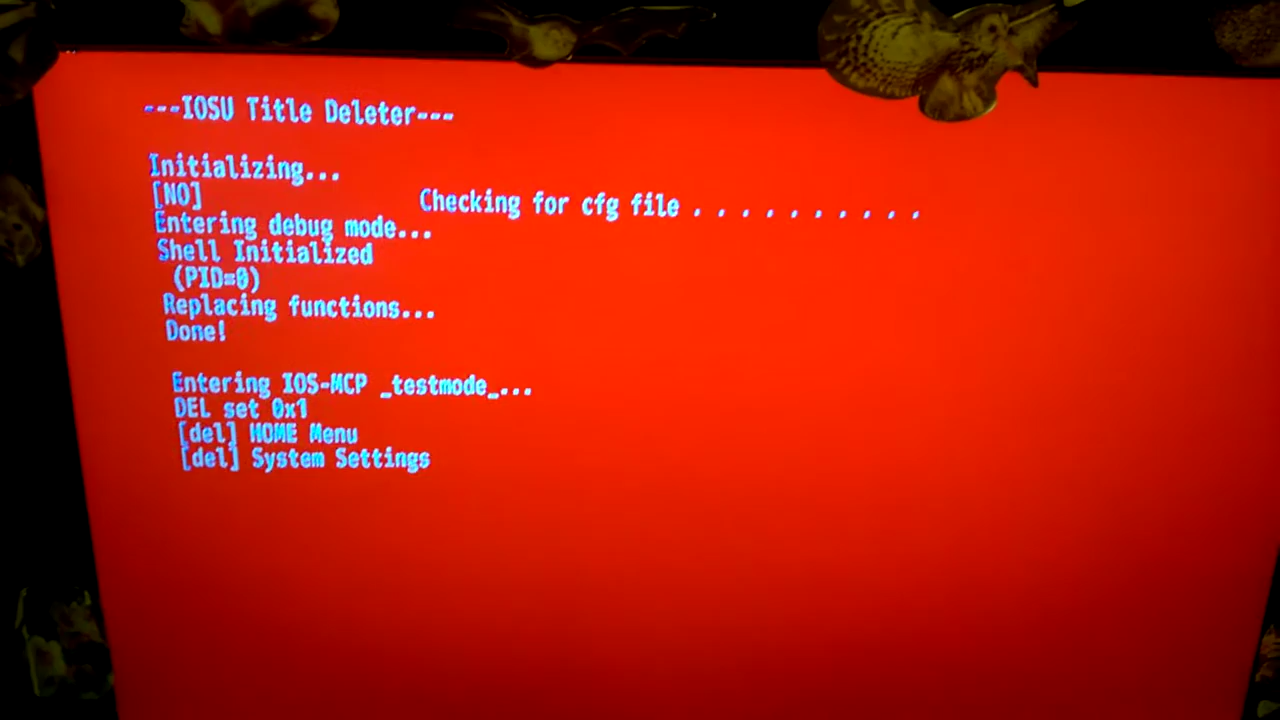 ---IOSU Title Deleter---
Initializing...
[NO] Checking for cfg file . . . . . . . . . .
Entering debug mode...
Shell Initialized
(PID=0)
Replacing functions...
Done!
Entering IOS-MCP _testmode_...
DEL set 0x1
[del] HOME Menu
[del] System Settings